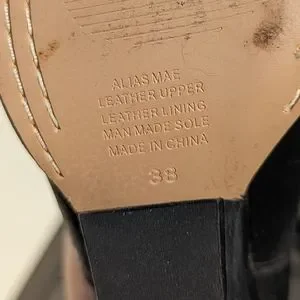 ALIAS MAE
LEATHER UPPER
LEATHER LINING
MAN MADE SOLE
MADE IN CHINA
38